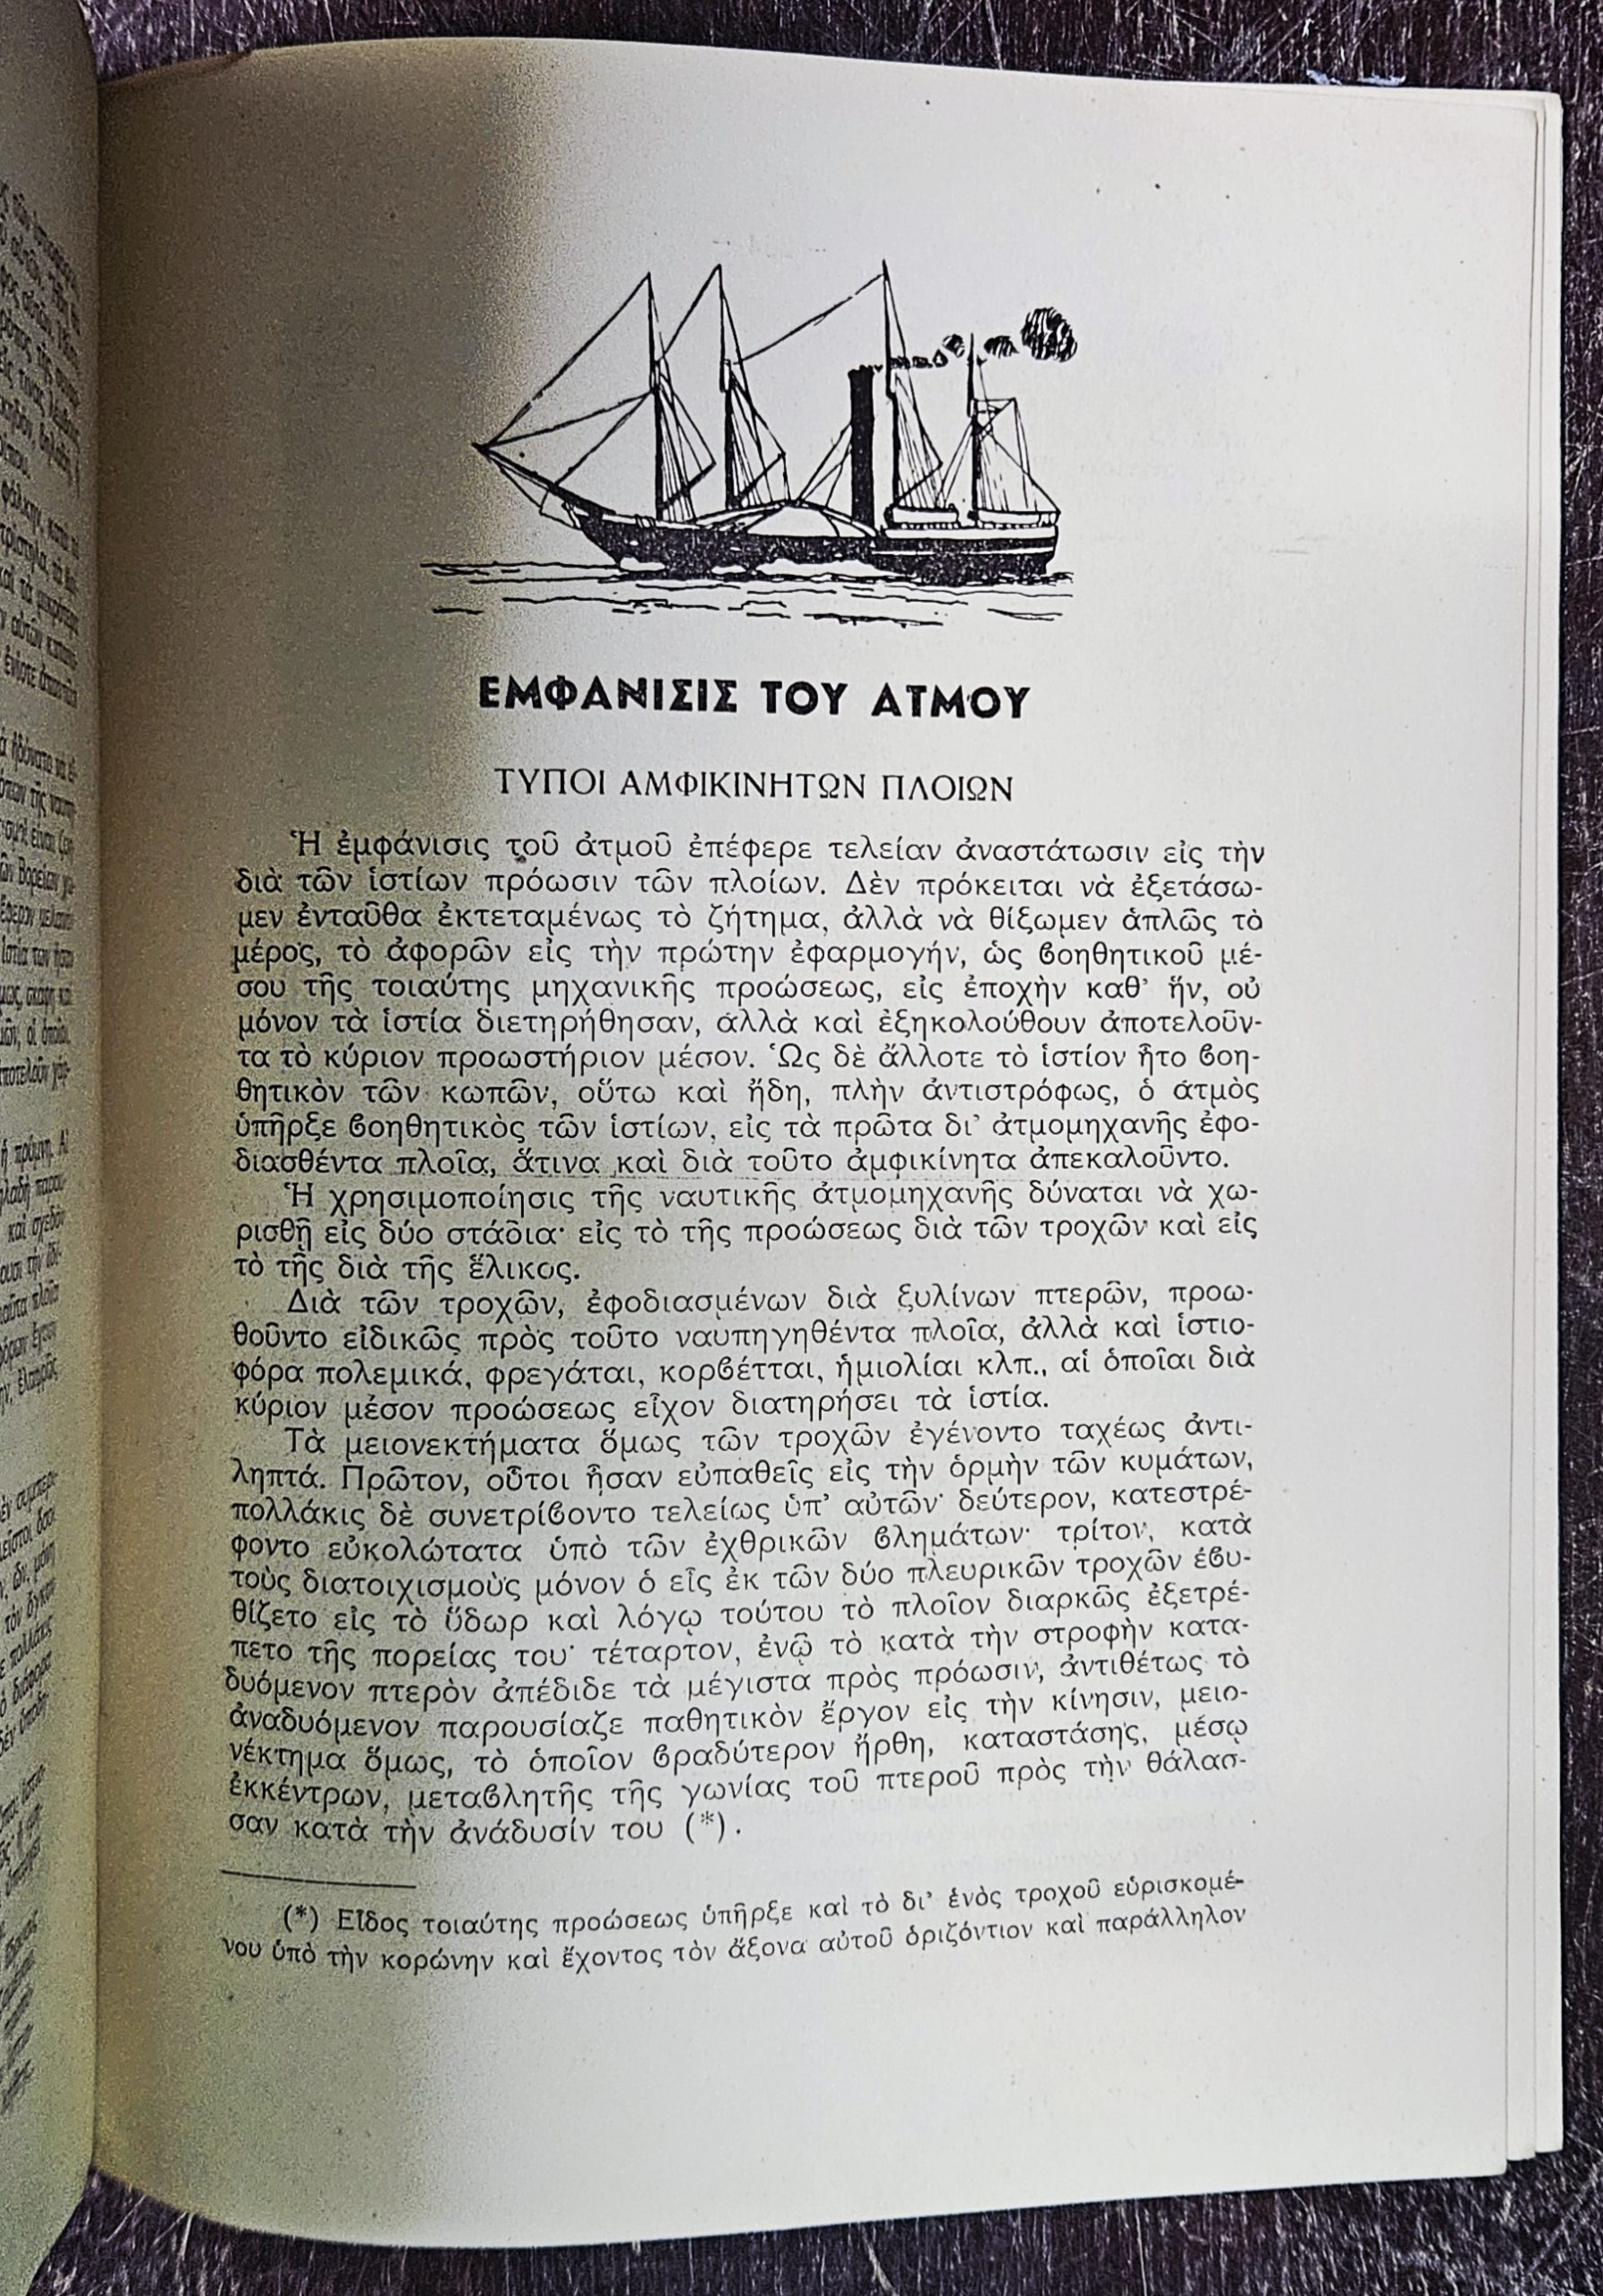 ΕΜΦΑΝΙΣΙΣ ΤΟΥ ΑΤΜΟΥ
ΤΥΠΟΙ ΑΜΦΙΚΙΝΗΤΩΝ ΠΛΟΙΩΝ
Ἡ ἐμφάνισις τοῦ ἀτμοῦ ἐπέφερε τελείαν ἀναστάτωσιν εἰς τὴν
διὰ τῶν ἱστίων πρόωσιν τῶν πλοίων. Δὲν πρόκειται νὰ ἐξετάσω-
μεν ἐνταῦθα ἐκτεταμένως τὸ ζήτημα, ἀλλὰ νὰ θίξωμεν ἁπλῶς τὸ
μέρος, τὸ ἀφορῶν εἰς τὴν πρώτην ἐφαρμογήν, ὡς ϐοηθητικοῦ μέ-
σου τῆς τοιαύτης μηχανικῆς προώσεως, εἰς ἐποχὴν καθ’ ἥν, οὐ
μόνον τὰ ἱστία διετηρήθησαν, ἀλλὰ καὶ ἐξηκολούθουν ἀποτελοῦν-
τα τὸ κύριον προωστήριον μέσον. Ὡς δὲ ἄλλοτε τὸ ἱστίον ἦτο ϐοη-
θητικὸν τῶν κωπῶν, οὕτω καὶ ἤδη, πλὴν ἀντιστρόφως, ὁ ἀτμὸς
ὑπῆρξε ϐοηθητικὸς τῶν ἱστίων, εἰς τὰ πρῶτα δι’ ἀτμομηχανῆς ἐφο-
διασθέντα πλοῖα, ἅτινα καὶ διὰ τοῦτο ἀμφικίνητα ἀπεκαλοῦντο.
Ἡ χρησιμοποίησις τῆς ναυτικῆς ἀτμομηχανῆς δύναται νὰ χω-
ρισθῇ εἰς δύο στάδια· εἰς τὸ τῆς προώσεως διὰ τῶν τροχῶν καὶ εἰς
τὸ τῆς διὰ τῆς ἕλικος.
Διὰ τῶν τροχῶν, ἐφοδιασμένων διὰ ξυλίνων πτερῶν, προω-
θοῦντο εἰδικῶς πρὸς τοῦτο ναυπηγηθέντα πλοῖα, ἀλλὰ καὶ ἱστιο-
φόρα πολεμικά, φρεγάται, κορϐέτται, ἡμιολίαι κλπ., αἱ ὁποῖαι διὰ
κύριον μέσον προώσεως εἶχον διατηρήσει τὰ ἱστία.
Τὰ μειονεκτήματα ὅμως τῶν τροχῶν ἐγένοντο ταχέως ἀντι-
ληπτά. Πρῶτον, οὗτοι ἦσαν εὐπαθεῖς εἰς τὴν ὁρμὴν τῶν κυμάτων,
πολλάκις δὲ συνετρίϐοντο τελείως ὑπ’ αὐτῶν· δεύτερον, κατεστρέ-
φοντο εὐκολώτατα ὑπὸ τῶν ἐχθρικῶν ϐλημάτων· τρίτον, κατὰ
τοὺς διατοιχισμοὺς μόνον ὁ εἷς ἐκ τῶν δύο πλευρικῶν τροχῶν ἐϐυ-
θίζετο εἰς τὸ ὕδωρ καὶ λόγῳ τούτου τὸ πλοῖον διαρκῶς ἐξετρέ-
πετο τῆς πορείας του· τέταρτον, ἐνῷ τὸ κατὰ τὴν στροφὴν κατα-
δυόμενον πτερὸν ἀπέδιδε τὰ μέγιστα πρὸς πρόωσιν, ἀντιθέτως τὸ
ἀναδυόμενον παρουσίαζε παθητικὸν ἔργον εἰς τὴν κίνησιν, μειο-
νέκτημα ὅμως, τὸ ὁποῖον ϐραδύτερον ἤρθη, καταστάσης, μέσῳ
ἐκκέντρων, μεταϐλητῆς τῆς γωνίας τοῦ πτεροῦ πρὸς τὴν θάλασ-
σαν κατὰ τὴν ἀνάδυσίν του (*).
(*) Εἶδος τοιαύτης προώσεως ὑπῆρξε καὶ τὸ δι’ ἑνὸς τροχοῦ εὑρισκομέ-
νου ὑπὸ τὴν κορώνην καὶ ἔχοντος τὸν ἄξονα αὐτοῦ ὁριζόντιον καὶ παράλληλον